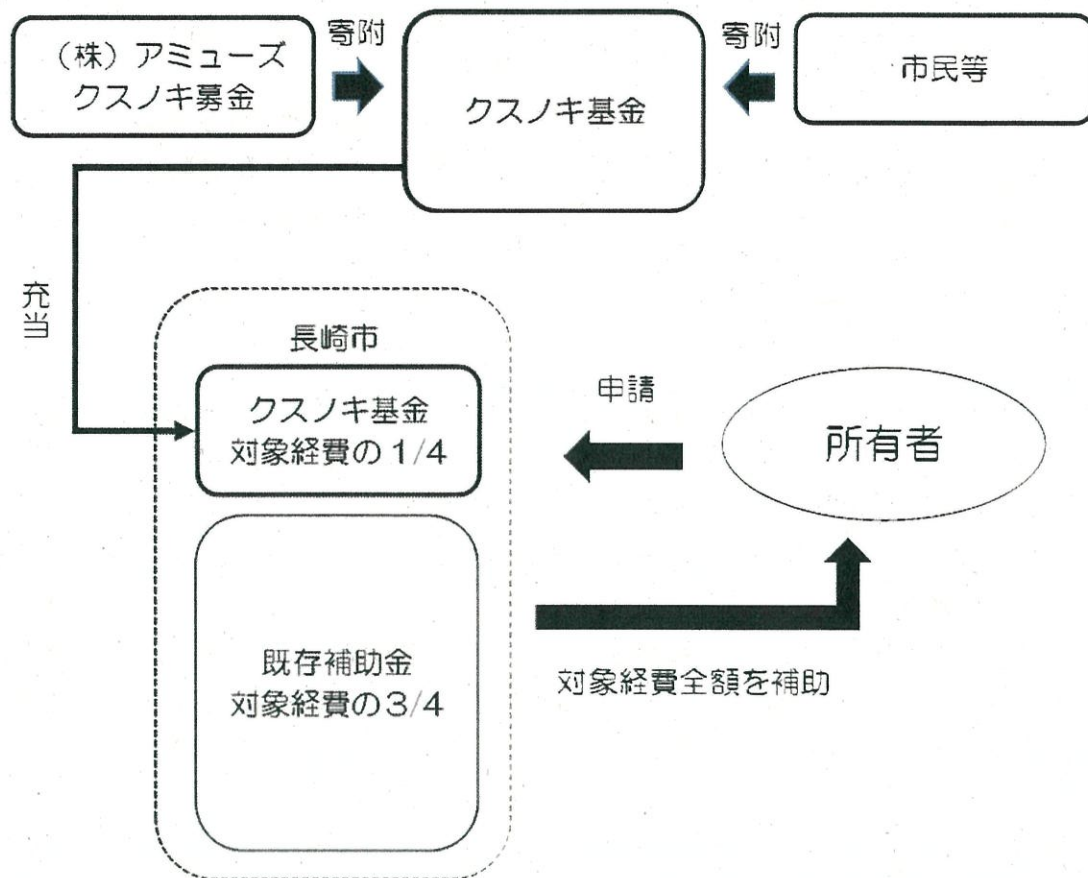 （株）アミューズ
クスノキ募金
寄附
クスノキ基金
寄附
市民等
充当
長崎市
クスノキ基金
対象経費の１/４
申請
所有者
既存補助金
対象経費の３/４
対象経費全額を補助